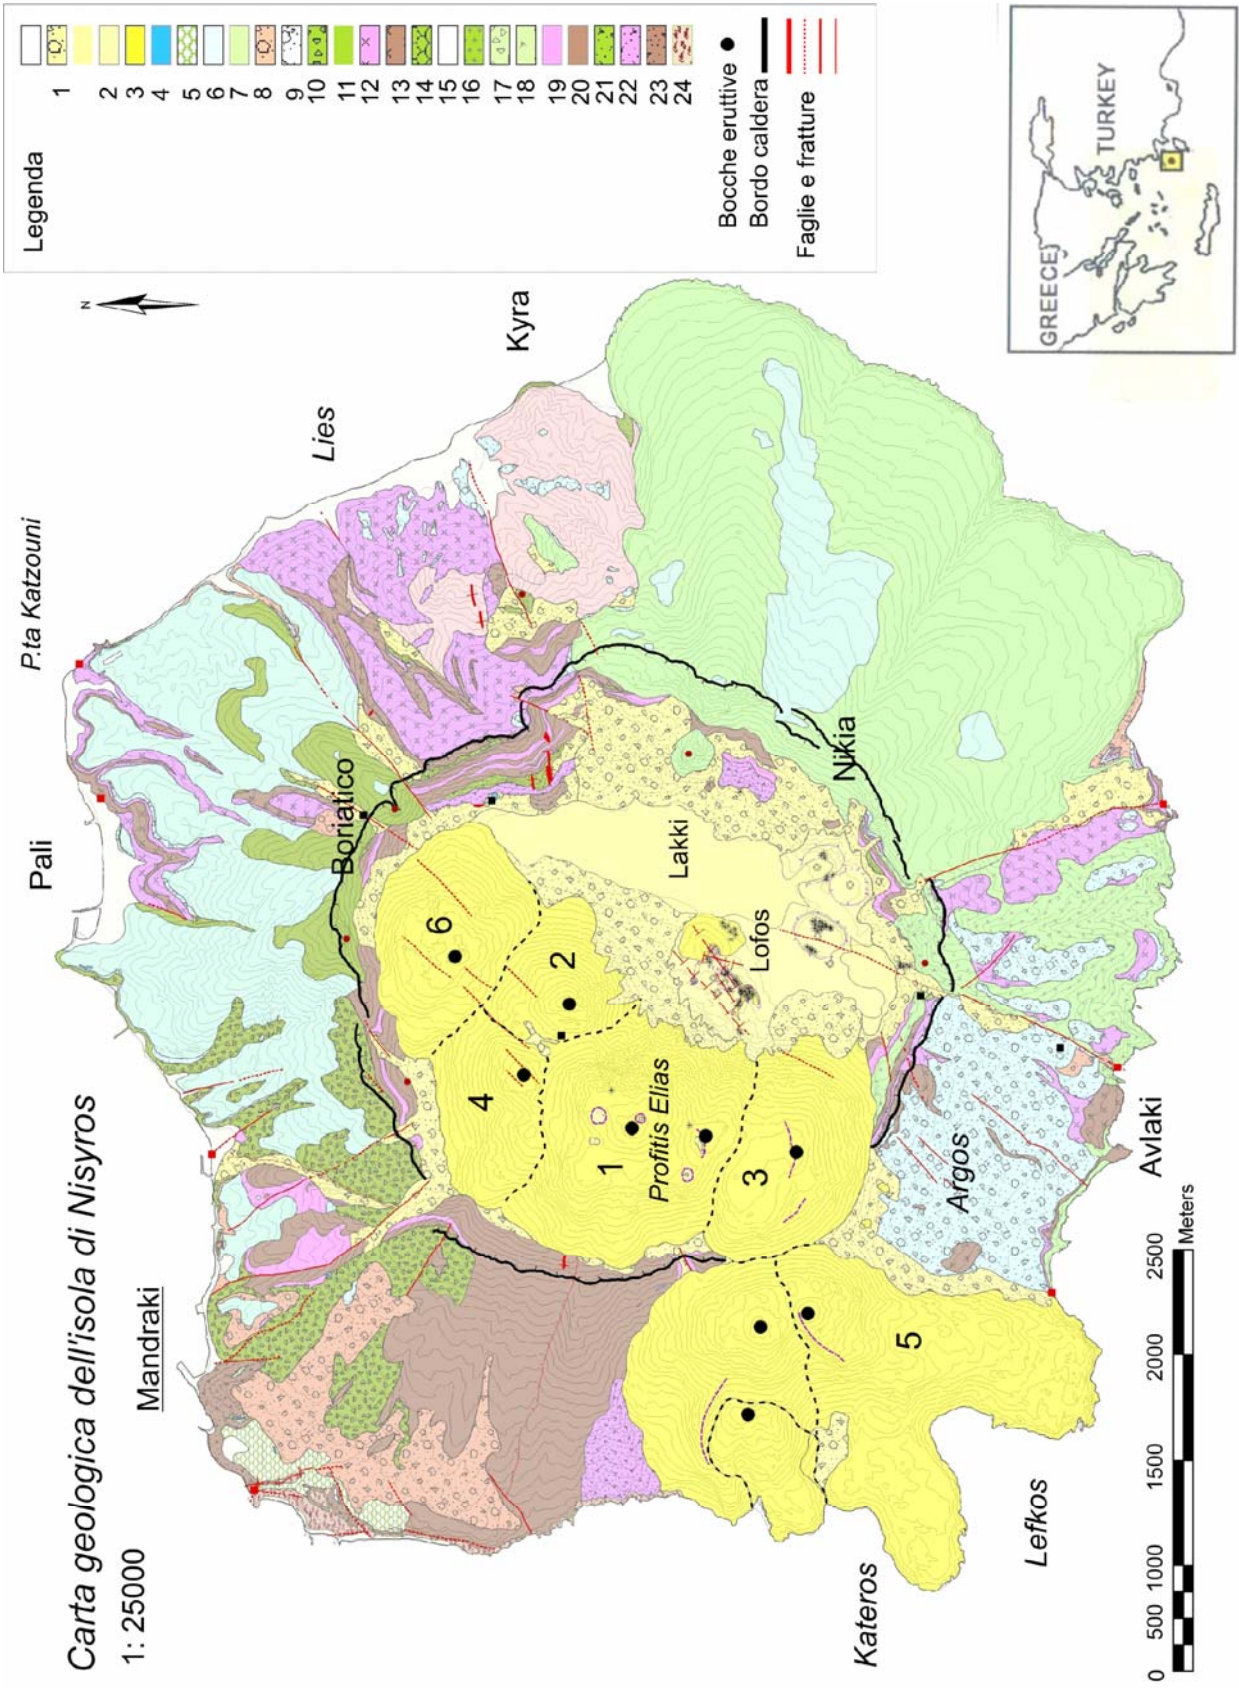 Carta geologica dell'isola di Nisyros
1: 25000
Mandraki
Pali
P.ta Katzouni
Lies
Kyra
N
Boriatico
6
4
2
1
Profitis Elias
3
5
Lakki
Lofos
Nikia
Argos
Avlaki
Lefkos
Kateros
0 500 1000 1500 2000 2500
Meters
Legenda
1
2
3
4
5
6
7
8
9
10
11
12
13
14
15
16
17
18
19
20
21
22
23
24
Bocche eruttive
Bordo caldera
Faglie e fratture
GREECE
TURKEY